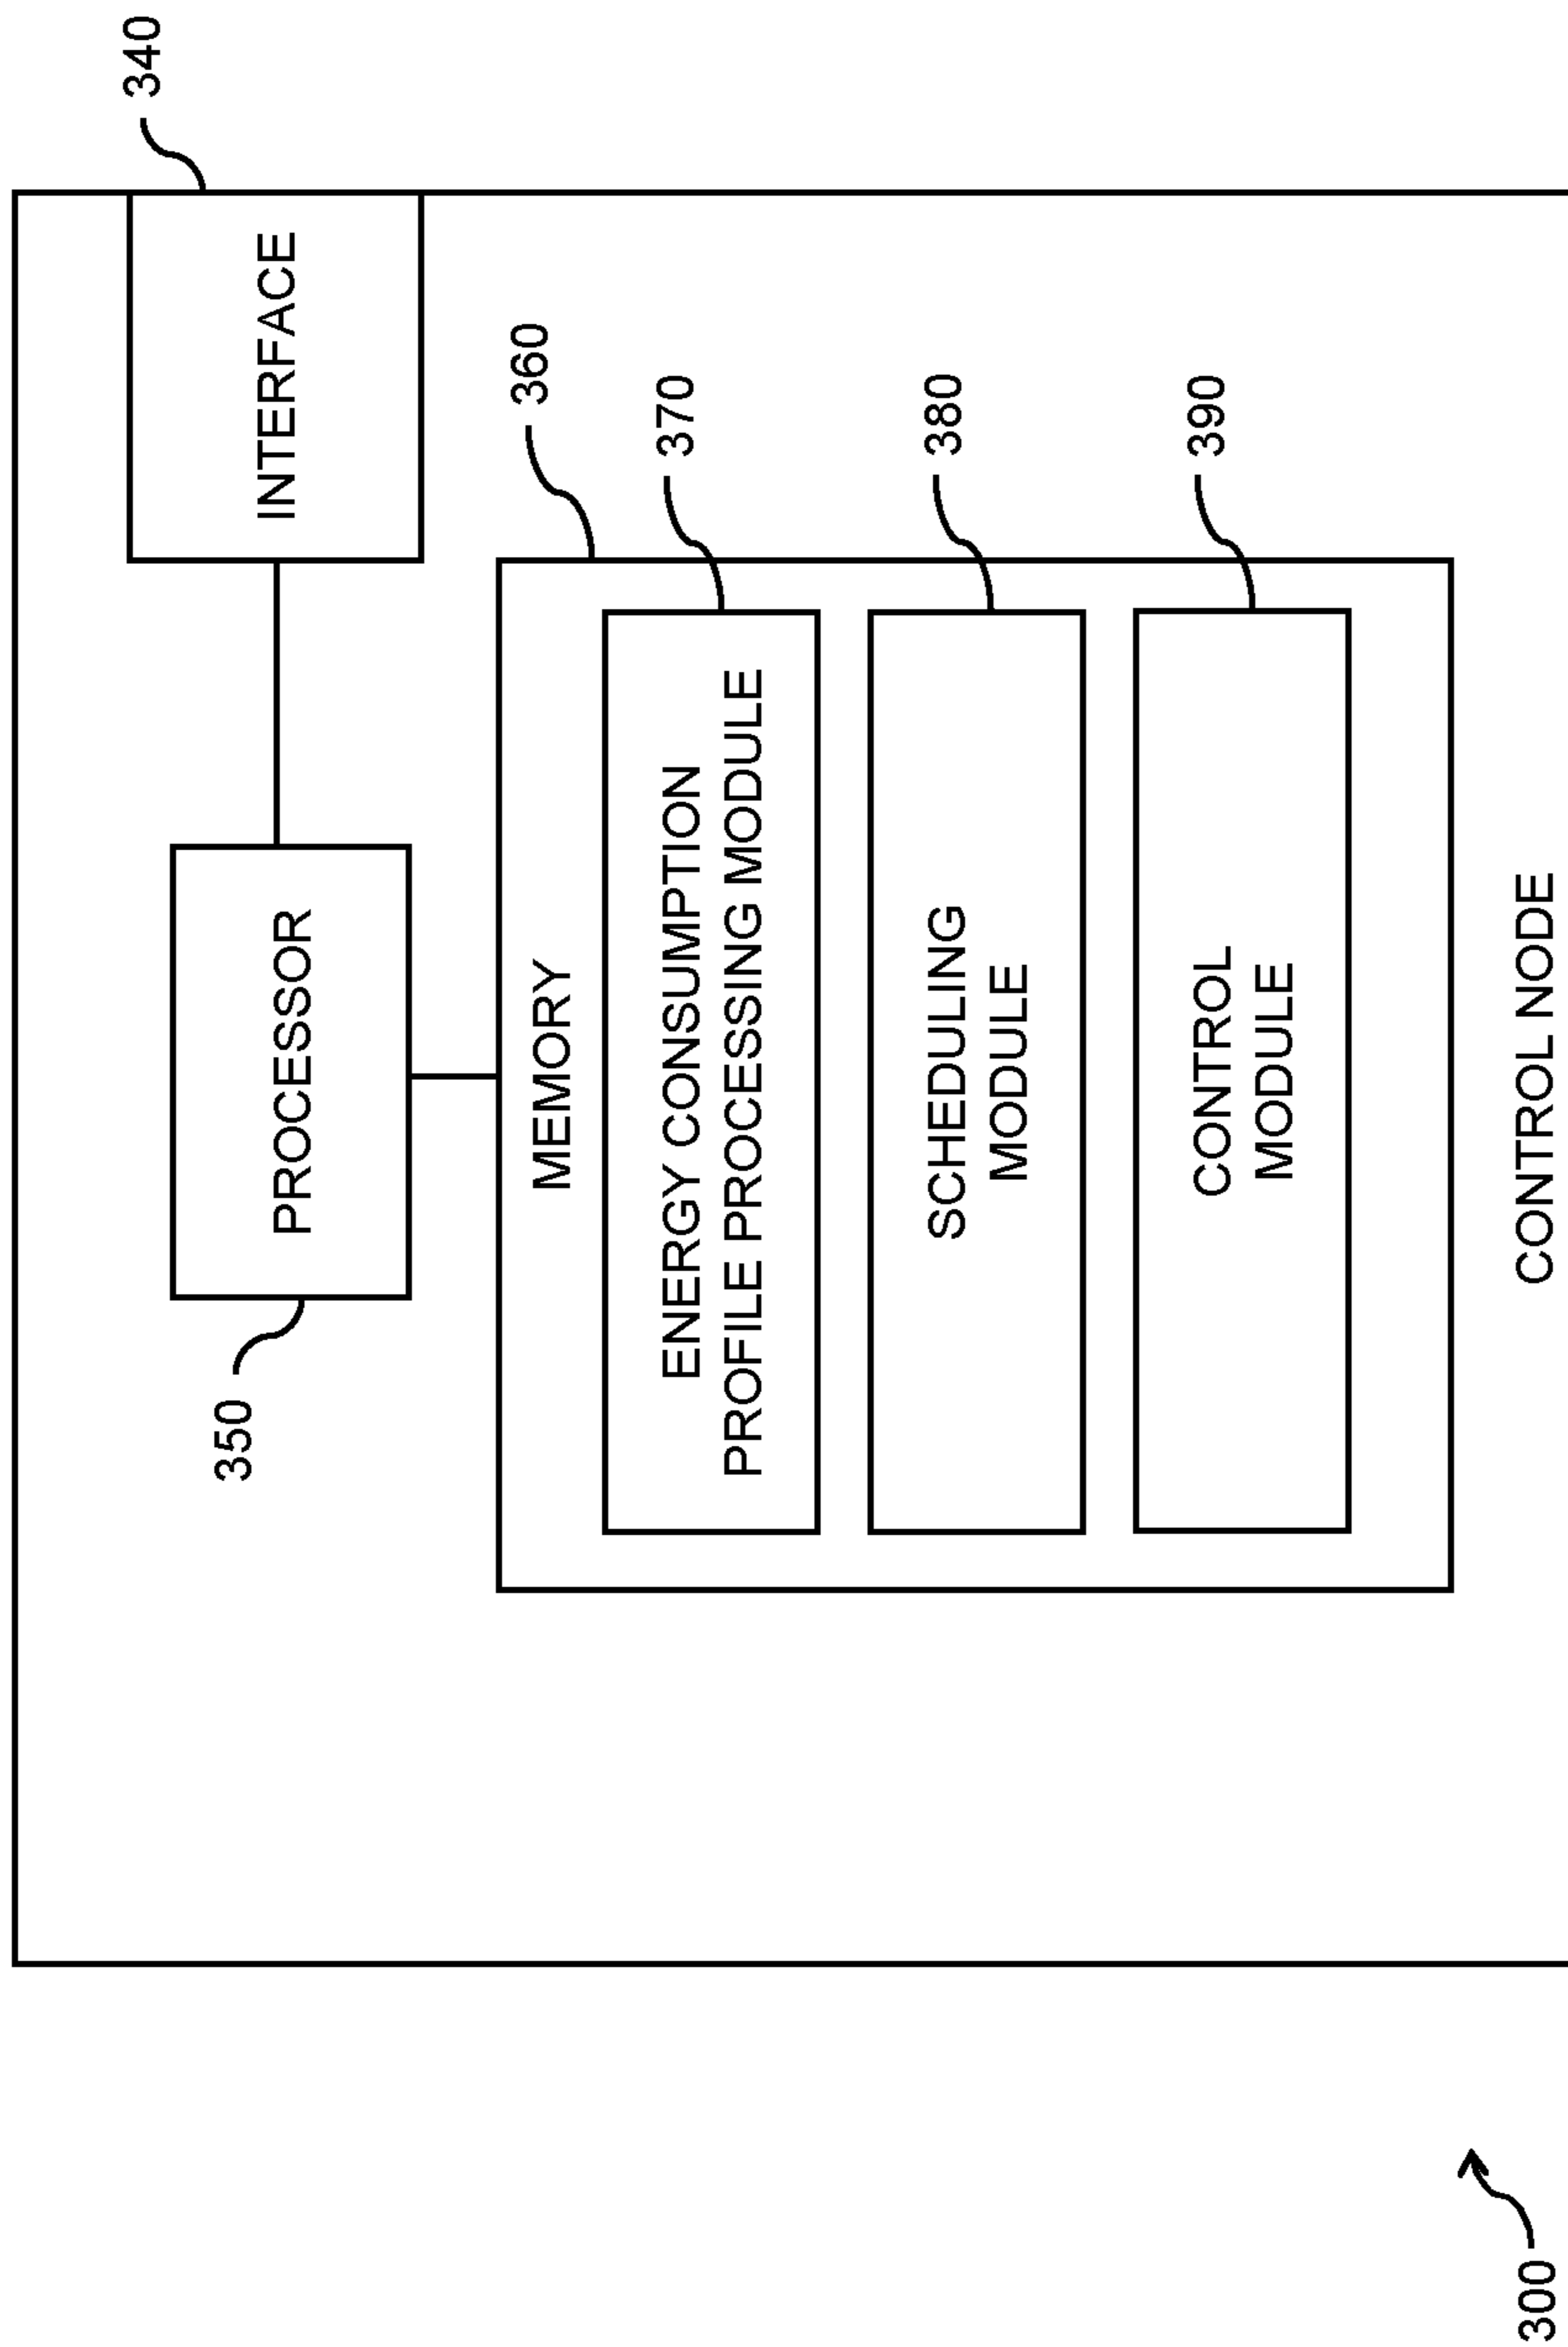 340
INTERFACE
PROCESSOR
350
360
MEMORY
370
ENERGY CONSUMPTION
PROFILE PROCESSING MODULE
380
SCHEDULING
MODULE
390
CONTROL
MODULE
CONTROL NODE
300